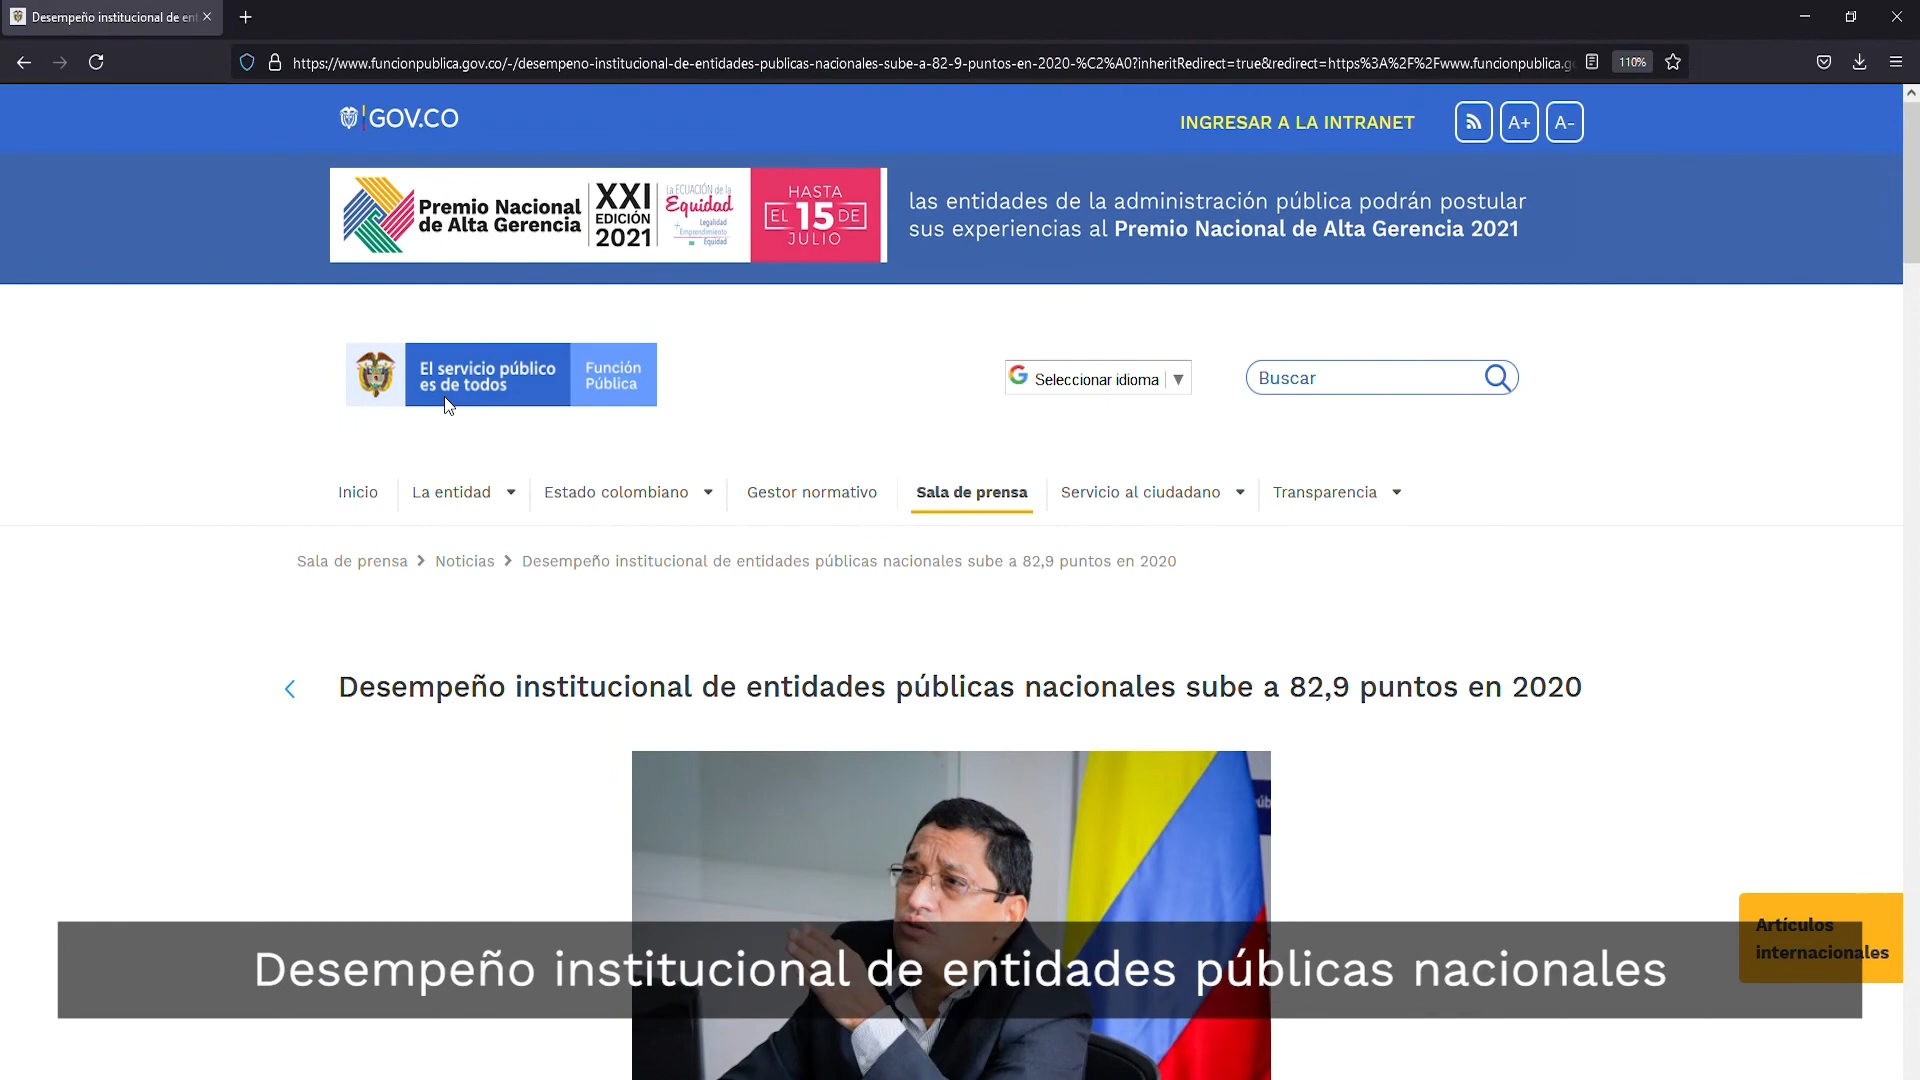 Desempeño institucional de en
https://www.funcionpublica.gov.co/-/desempeno-institucional-de-entidades-publicas-nacionales-sube-a-82-9-puntos-en-2020-%C2%A0?inheritRedirect=true&redirect=https%3A%2F%2Fwww.funcionpublica.g
110%
GOV.CO
INGRESAR A LA INTRANET
A+
A-
Premio Nacional
de Alta Gerencia
XXI
EDICIÓN
2021
La ECUACIÓN de la
Equidad
Legalidad
+Emprendimiento
=Equidad
HASTA
EL 15 DE
JULIO
las entidades de la administración pública podrán postular
sus experiencias al Premio Nacional de Alta Gerencia 2021
El servicio público
es de todos
Función
Pública
Seleccionar idioma ▼
Buscar
Inicio
La entidad
Estado colombiano
Gestor normativo
Sala de prensa
Servicio al ciudadano
Transparencia
Sala de prensa > Noticias > Desempeño institucional de entidades públicas nacionales sube a 82,9 puntos en 2020
Desempeño institucional de entidades públicas nacionales sube a 82,9 puntos en 2020
Artículos
internacionales
Desempeño institucional de entidades públicas nacionales